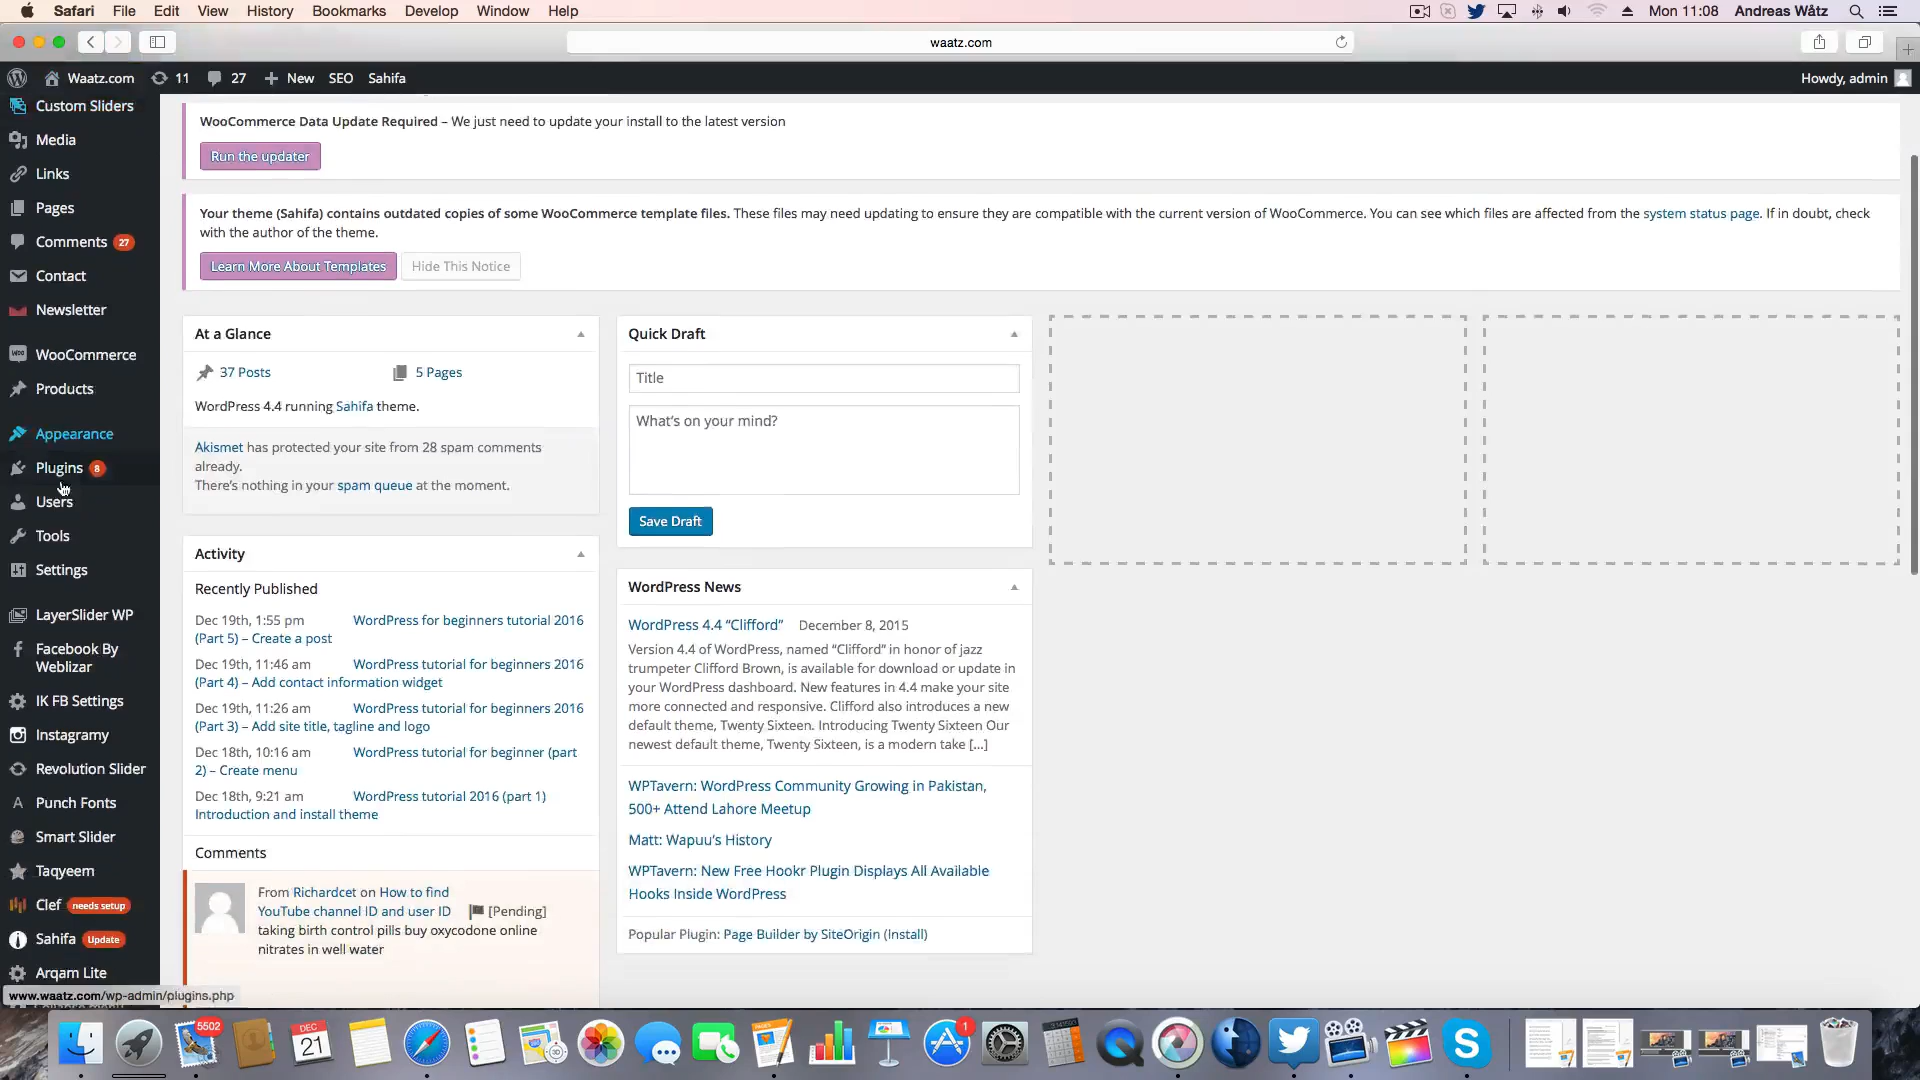 Safari File Edit View History Bookmarks Develop Window Help
Mon 11:08 Andreas Wåtz
waatz.com
Waatz.com 11 27 New SEO Sahifa
Howdy, admin
Custom Sliders
Media
Links
Pages
Comments 27
Contact
Newsletter
WooCommerce
Products
Appearance
Plugins 8
Users
Tools
Settings
LayerSlider WP
Facebook By
Weblizar
IK FB Settings
Instagramy
Revolution Slider
Punch Fonts
Smart Slider
Taqyeem
Clef needs setup
Sahifa Update
Arqam Lite
www.waatz.com/wp-admin/plugins.php
WooCommerce Data Update Required – We just need to update your install to the latest version
Run the updater
Your theme (Sahifa) contains outdated copies of some WooCommerce template files. These files may need updating to ensure they are compatible with the current version of WooCommerce. You can see which files are affected from the system status page. If in doubt, check
with the author of the theme.
Learn More About Templates Hide This Notice
At a Glance
37 Posts 5 Pages
WordPress 4.4 running Sahifa theme.
Akismet has protected your site from 28 spam comments
already.
There's nothing in your spam queue at the moment.
Activity
Recently Published
Dec 19th, 1:55 pm WordPress for beginners tutorial 2016
(Part 5) – Create a post
Dec 19th, 11:46 am WordPress tutorial for beginners 2016
(Part 4) – Add contact information widget
Dec 19th, 11:26 am WordPress tutorial for beginners 2016
(Part 3) – Add site title, tagline and logo
Dec 18th, 10:16 am WordPress tutorial for beginner (part
2) – Create menu
Dec 18th, 9:21 am WordPress tutorial 2016 (part 1)
Introduction and install theme
Comments
From Richardcet on How to find
YouTube channel ID and user ID [Pending]
taking birth control pills buy oxycodone online
nitrates in well water
Quick Draft
Title
What's on your mind?
Save Draft
WordPress News
WordPress 4.4 “Clifford” December 8, 2015
Version 4.4 of WordPress, named “Clifford” in honor of jazz
trumpeter Clifford Brown, is available for download or update in
your WordPress dashboard. New features in 4.4 make your site
more connected and responsive. Clifford also introduces a new
default theme, Twenty Sixteen. Introducing Twenty Sixteen Our
newest default theme, Twenty Sixteen, is a modern take […]
WPTavern: WordPress Community Growing in Pakistan,
500+ Attend Lahore Meetup
Matt: Wapuu's History
WPTavern: New Free Hookr Plugin Displays All Available
Hooks Inside WordPress
Popular Plugin: Page Builder by SiteOrigin (Install)
5502
DEC
21
1